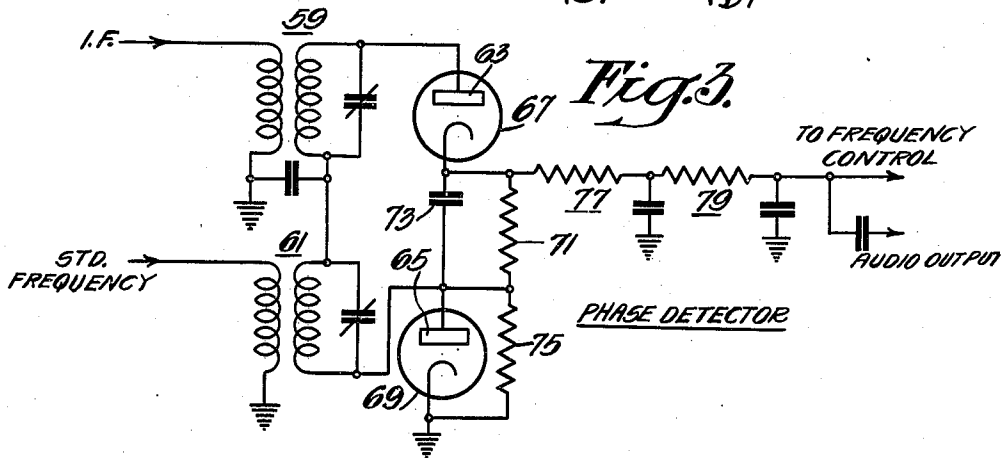 59
I.F.
63
Fig.3.
67
TO FREQUENCY
CONTROL
73
77
79
71
61
STD.
FREQUENCY
65
AUDIO OUTPUT
PHASE DETECTOR
75
69